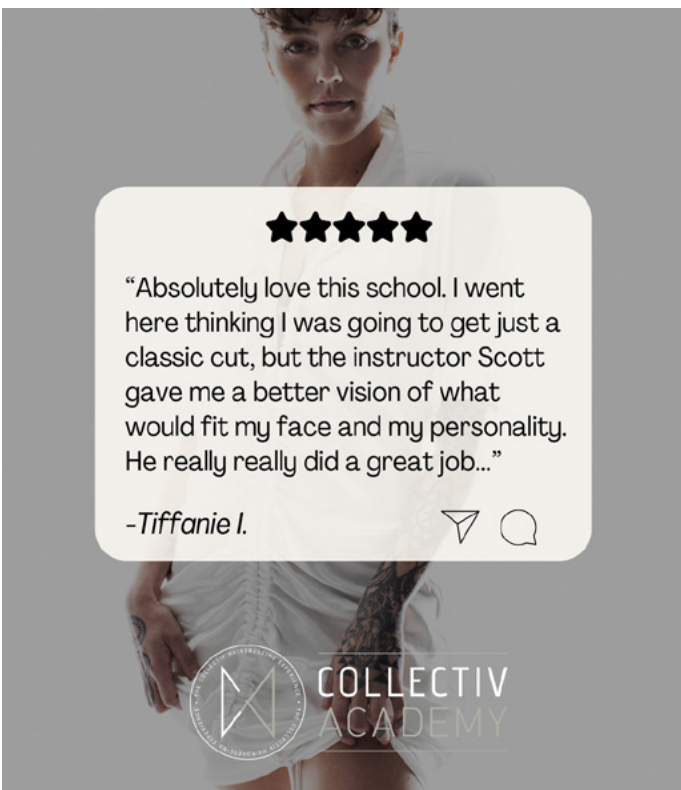 “Absolutely love this school. I went
here thinking I was going to get just a
classic cut, but the instructor Scott
gave me a better vision of what
would fit my face and my personality.
He really really did a great job...”
-Tiffanie I.
COLLECTIV
ACADEMY